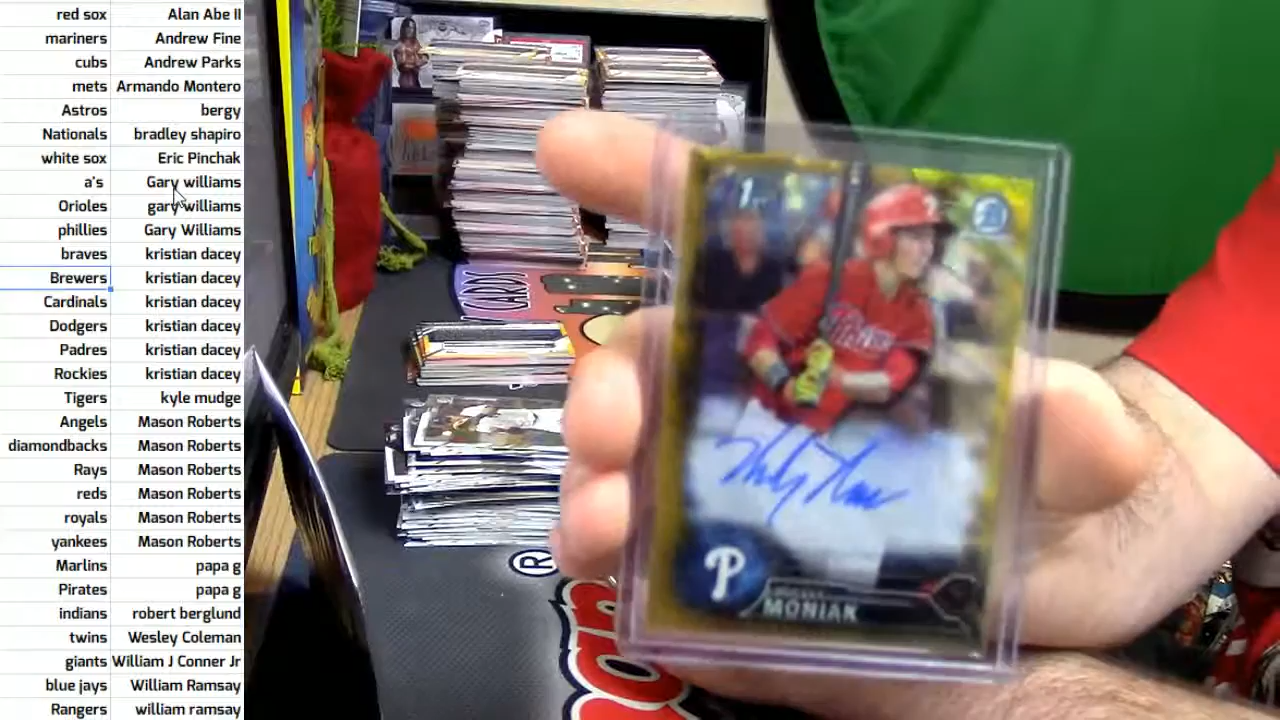 red sox Alan Abe II
mariners Andrew Fine
cubs Andrew Parks
mets Armando Montero
Astros bergy
Nationals bradley shapiro
white sox Eric Pinchak
a's Gary williams
Orioles gary williams
phillies Gary Williams
braves kristian dacey
Brewers kristian dacey
Cardinals kristian dacey
Dodgers kristian dacey
Padres kristian dacey
Rockies kristian dacey
Tigers kyle mudge
Angels Mason Roberts
diamondbacks Mason Roberts
Rays Mason Roberts
reds Mason Roberts
royals Mason Roberts
yankees Mason Roberts
Marlins papa g
Pirates papa g
indians robert berglund
twins Wesley Coleman
giants William J Conner Jr
blue jays William Ramsay
Rangers william ramsay
CARDS
1st
Phillies
P
MONIAK
®